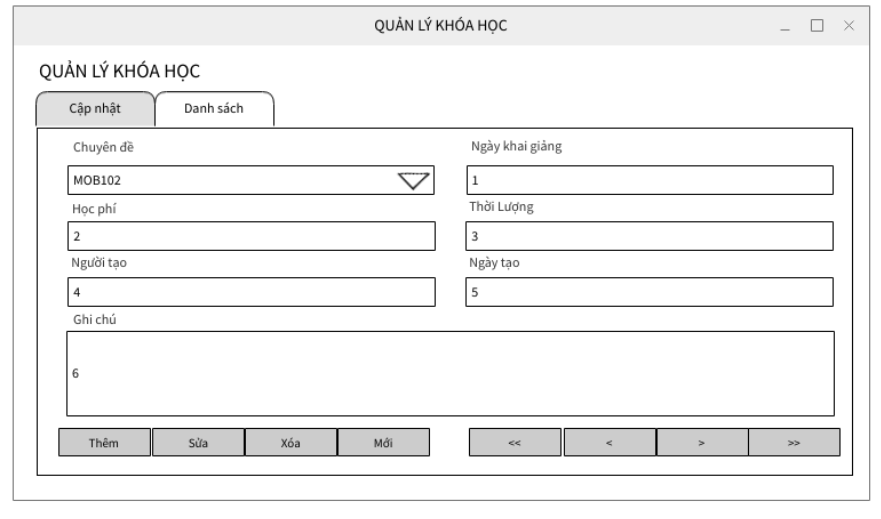 QUẢN LÝ KHÓA HỌC
QUẢN LÝ KHÓA HỌC
Cập nhật Danh sách
Chuyên đề Ngày khai giảng
MOB102 1
Học phí Thời Lượng
2 3
Người tạo Ngày tạo
4 5
Ghi chú
6
Thêm Sửa Xóa Mới << < > >>